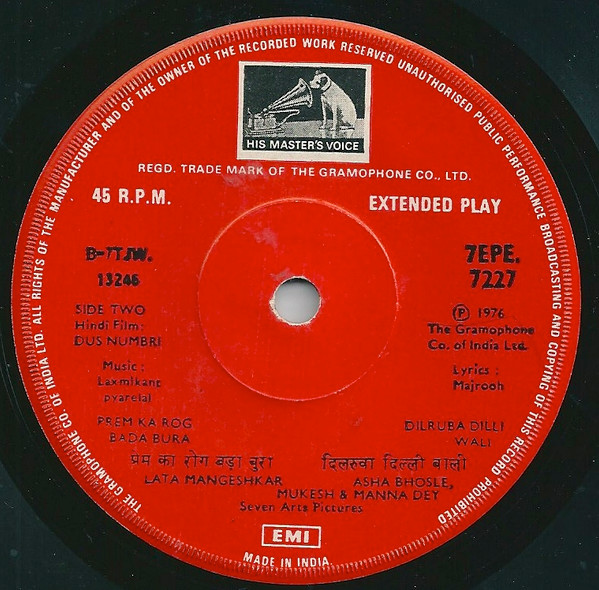 THE GRAMOPHONE CO. OF INDIA LTD. ALL RIGHTS OF THE MANUFACTURER AND OF THE OWNER OF THE RECORDED WORK RESERVED UNAUTHORISED PUBLIC PERFORMANCE BROADCASTING AND COPYING OF THIS RECORD PROHIBITED
HIS MASTER'S VOICE
REGD. TRADE MARK OF THE GRAMOPHONE CO., LTD.
45 R.P.M.
EXTENDED PLAY
B-7TJW.
13246
7EPE.
7227
SIDE TWO
Hindi Film:
DUS NUMBRI
Ⓟ 1976
The Gramophone
Co. of India Ltd.
Music :
Laxmikant
pyarelal
Lyrics :
Majrooh
PREM KA ROG
BADA BURA
DILRUBA DILLI
WALI
प्रेम का रोग बड़ा बुरा
दिलरुवा दिल्ली बाली
LATA MANGESHKAR
ASHA BHOSLE,
MUKESH & MANNA DEY
Seven Arts Pictures
EMI
MADE IN INDIA